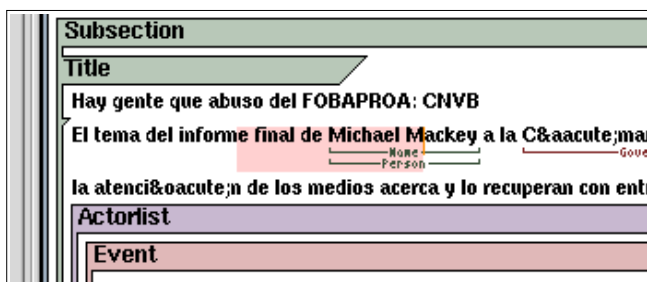 Subsection
Title
Hay gente que abuso del FOBAPROA: CNVB
El tema del informe final de Michael Mackey a la C&aacute;mar
Name
Gove
Person
la atenci&oacute;n de los medios acerca y lo recuperan con entr
Actorlist
Event